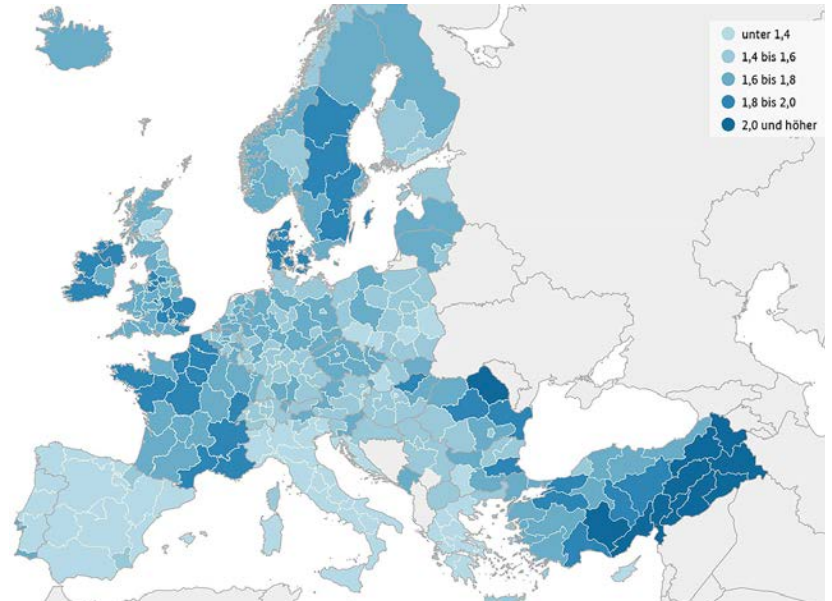 unter 1,4
1,4 bis 1,6
1,6 bis 1,8
1,8 bis 2,0
2,0 und höher